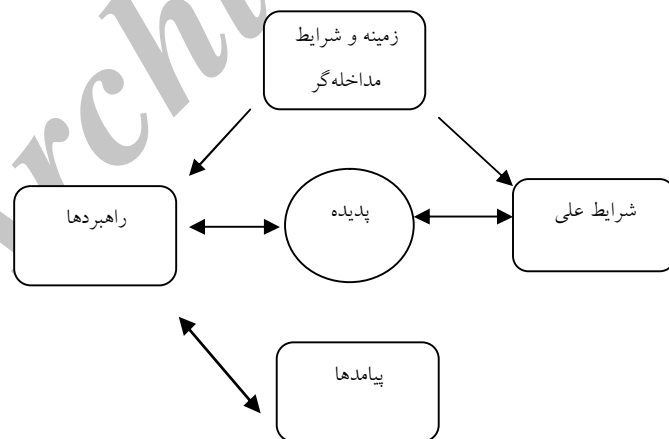 زمینه و شرایط
مداخله‌گر
شرایط علی
پدیده
راهبردها
پیامدها